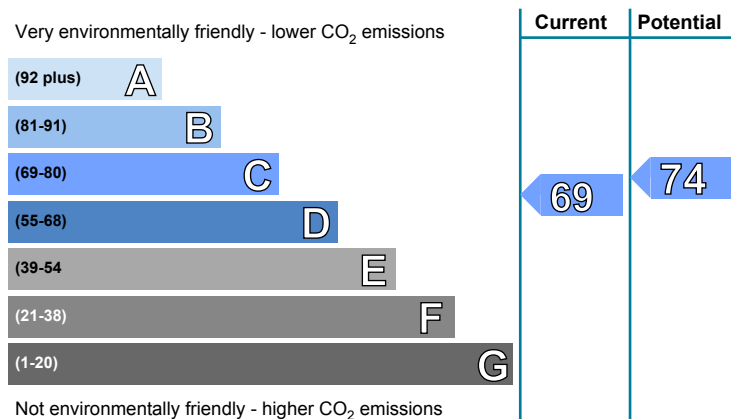 Very environmentally friendly - lower CO2 emissions
Current
Potential
(92 plus) A
(81-91) B
(69-80) C
(55-68) D
(39-54 E
(21-38) F
(1-20) G
69
74
Not environmentally friendly - higher CO2 emissions